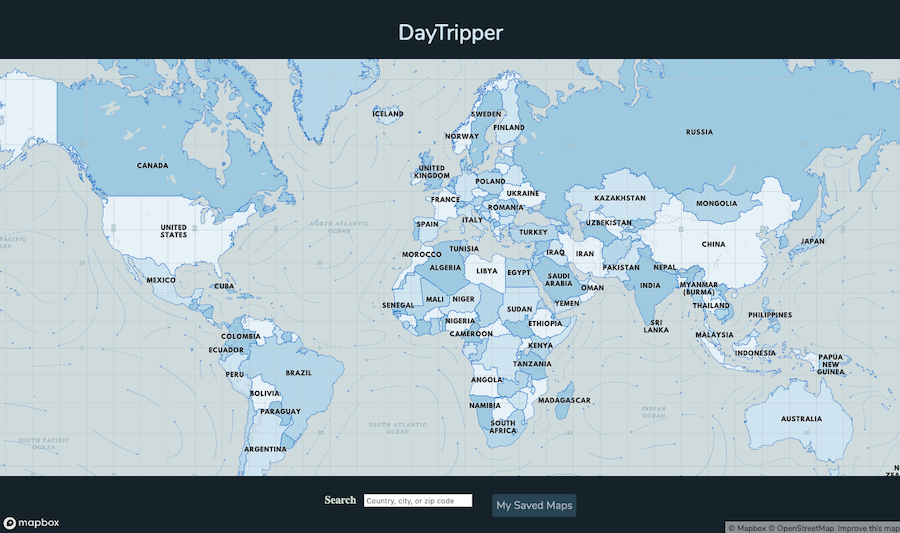 DayTripper
ICELAND
SWEDEN
FINLAND
NORWAY
RUSSIA
CANADA
UNITED
KINGDOM
POLAND
UKRAINE
FRANCE
KAZAKHSTAN
MONGOLIA
ROMANIA
ITALY
SPAIN
UZBEKISTAN
NORTH ATLANTIC
OCEAN
UNITED
STATES
TURKEY
CHINA
JAPAN
PACIFIC
TUNISIA
MOROCCO
IRAQ
IRAN
ALGERIA
LIBYA
EGYPT
PAKISTAN
NEPAL
MEXICO
CUBA
SAUDI
ARABIA
OMAN
INDIA
MYANMAR
(BURMA)
SENEGAL
MALI
NIGER
YEMEN
THAILAND
SUDAN
PHILIPPINES
NIGERIA
ETHIOPIA
SRI
LANKA
CAMEROON
MALAYSIA
COLOMBIA
KENYA
ECUADOR
INDONESIA
TANZANIA
PAPUA
NEW
GUINEA
PERU
BRAZIL
ANGOLA
BOLIVIA
MADAGASCAR
NAMIBIA
PARAGUAY
INDIAN
OCEAN
AUSTRALIA
SOUTH ATLANTIC
OCEAN
SOUTH
AFRICA
SOUTH PACIFIC
OCEAN
ARGENTINA
Search
Country, city, or zip code
My Saved Maps
mapbox
© Mapbox © OpenStreetMap Improve this map